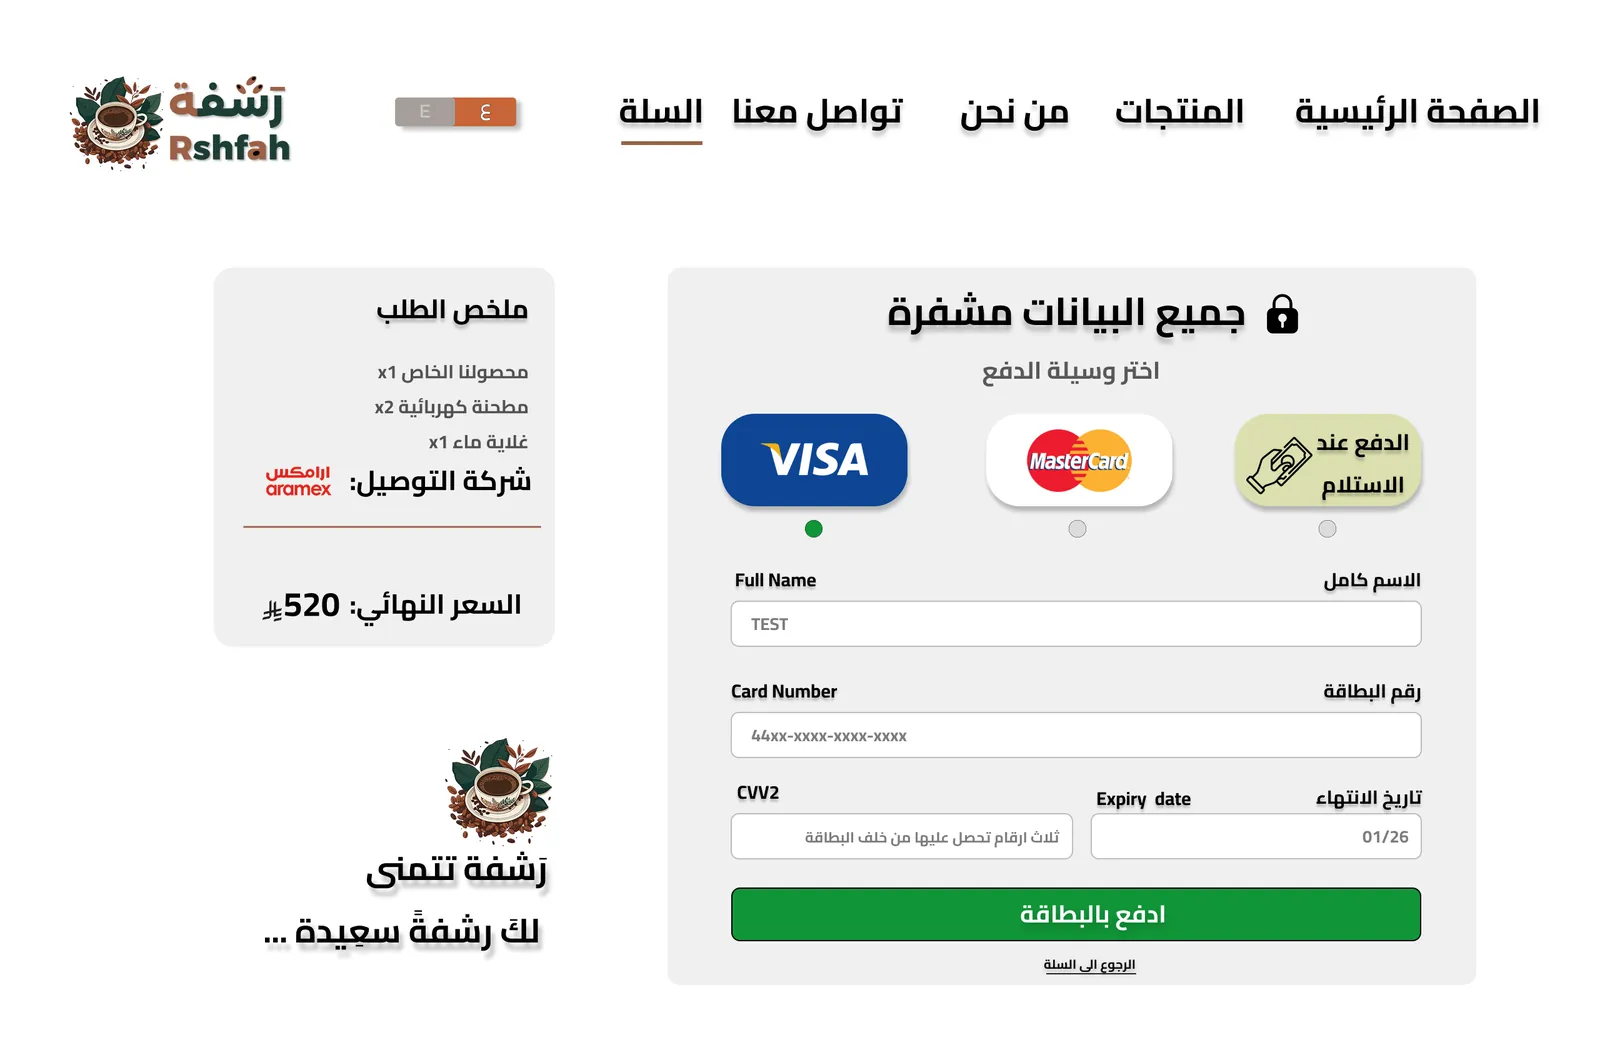 رَشفة
Rshfah
E
ع
الصفحة الرئيسية
المنتجات
من نحن
تواصل معنا
السلة
جميع البيانات مشفرة
اختر وسيلة الدفع
الدفع عند
الاستلام
MasterCard
VISA
الاسم كامل
Full Name
TEST
رقم البطاقة
Card Number
44xx-xxxx-xxxx-xxxx
تاريخ الانتهاء
Expiry date
01/26
CVV2
ثلاث ارقام تحصل عليها من خلف البطاقة
ادفع بالبطاقة
الرجوع الى السلة
ملخص الطلب
محصولنا الخاص x1
مطحنة كهربائية x2
غلاية ماء x1
شركة التوصيل:
ارامكس
aramex
السعر النهائي: 520
رَشفة تتمنى
لكَ رشفةً سعِيدة ...